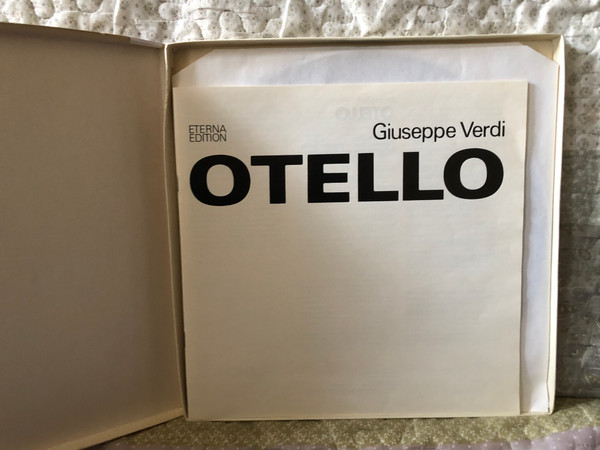 ETERNA
EDITION
Giuseppe Verdi
OTELLO